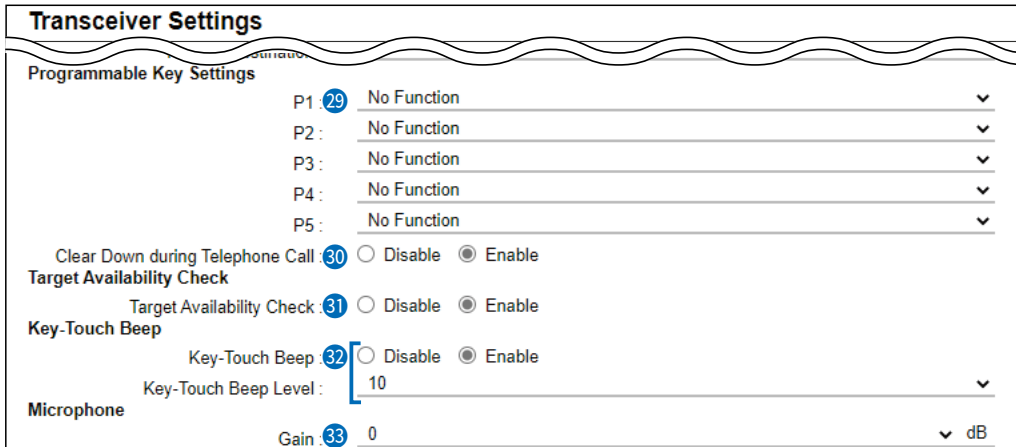 Transceiver Settings
Programmable Key Settings
P1 : 29 No Function
P2 : No Function
P3 : No Function
P4 : No Function
P5 : No Function
Clear Down during Telephone Call : 30 Disable Enable
Target Availability Check
Target Availability Check : 31 Disable Enable
Key-Touch Beep
Key-Touch Beep : 32 Disable Enable
Key-Touch Beep Level : 10
Microphone
Gain : 33 0 dB